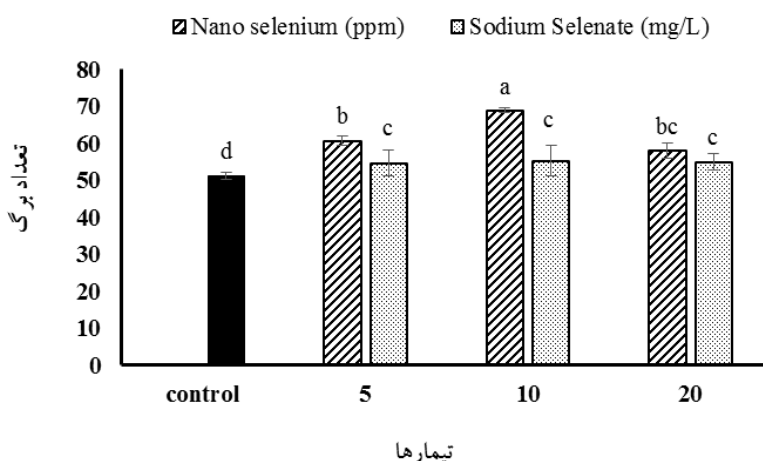 Nano selenium (ppm) Sodium Selenate (mg/L)
80
70
60
50
40
30
20
10
0
تعداد برگ
d
b
c
a
c
bc
c
control 5 10 20
تیمارها